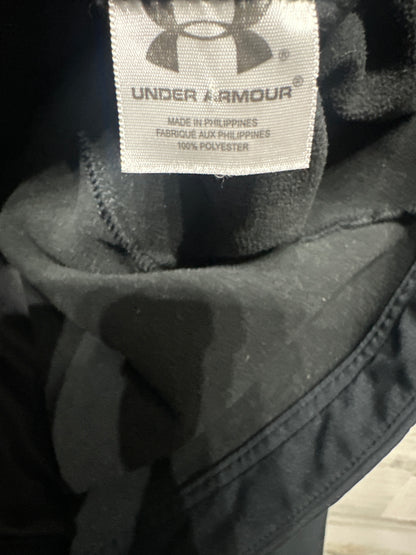 UNDER ARMOUR®
MADE IN PHILIPPINES
FABRIQUÉ AUX PHILIPPINES
100% POLYESTER